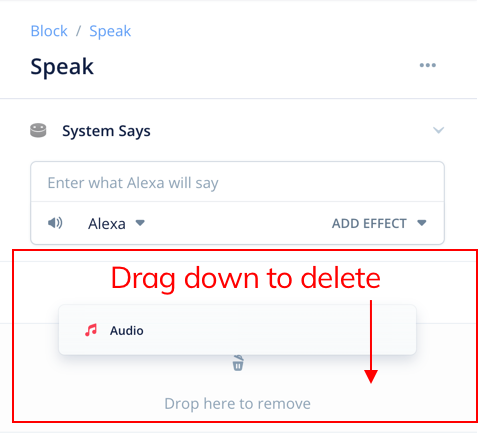 Block / Speak
Speak
System Says
Enter what Alexa will say
Alexa ADD EFFECT
Drag down to delete
Audio
Drop here to remove